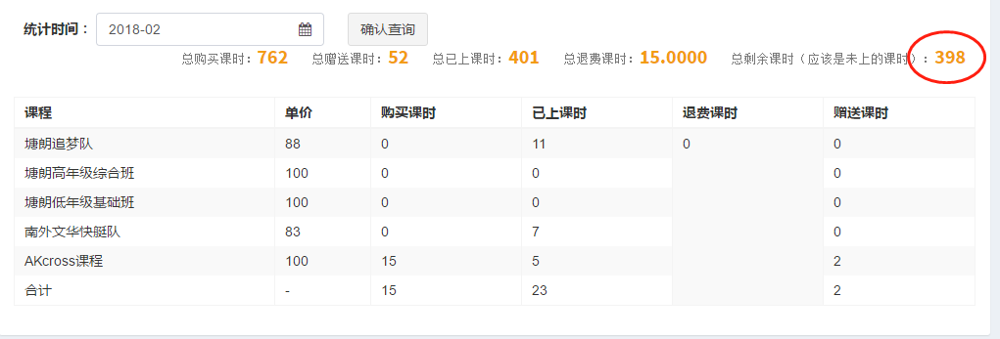 统计时间： 2018-02 确认查询
总购买课时：762 总赠送课时：52 总已上课时：401 总退费课时：15.0000 总剩余课时（应该是未上的课时）：398
课程 单价 购买课时 已上课时 退费课时 赠送课时
塘朗追梦队 88 0 11 0 0
塘朗高年级综合班 100 0 0 0
塘朗低年级基础班 100 0 0 0
南外文华快艇队 83 0 7 0
AKcross课程 100 15 5 2
合计 - 15 23 2